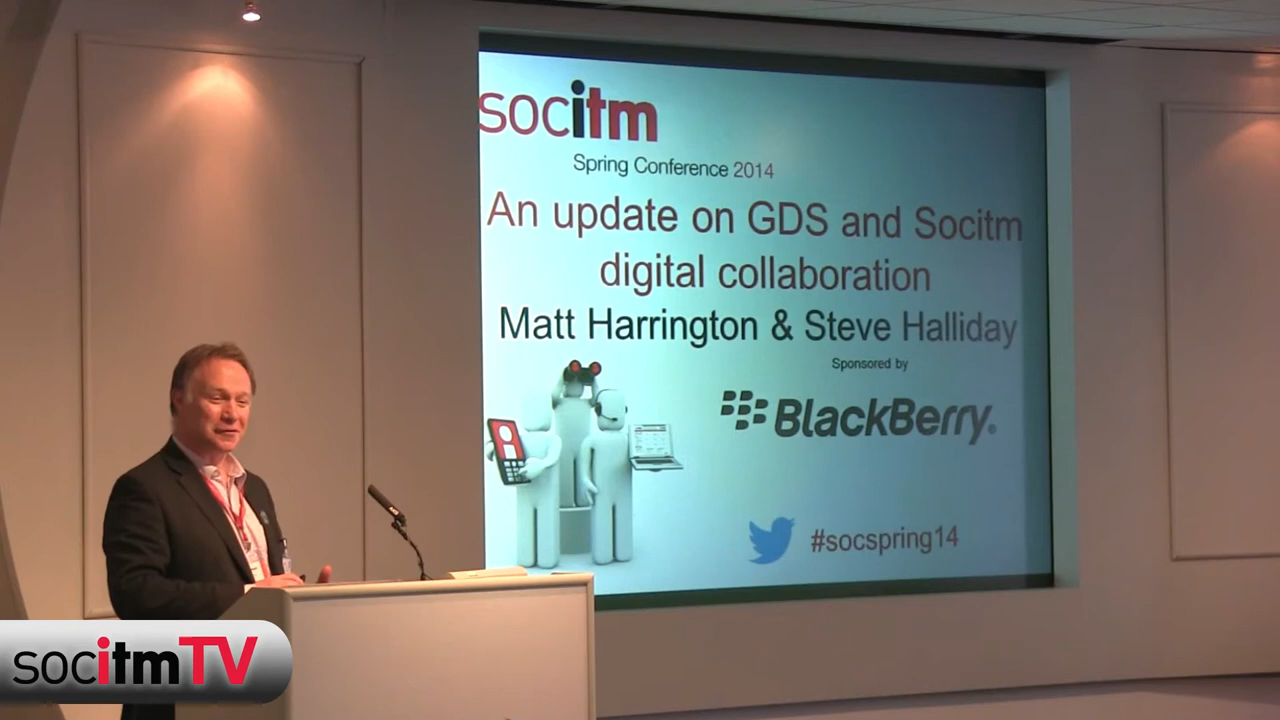 socitm
Spring Conference 2014
An update on GDS and Socitm
digital collaboration
Matt Harrington & Steve Halliday
Sponsored by
BlackBerry®
#socspring14
socitmTV